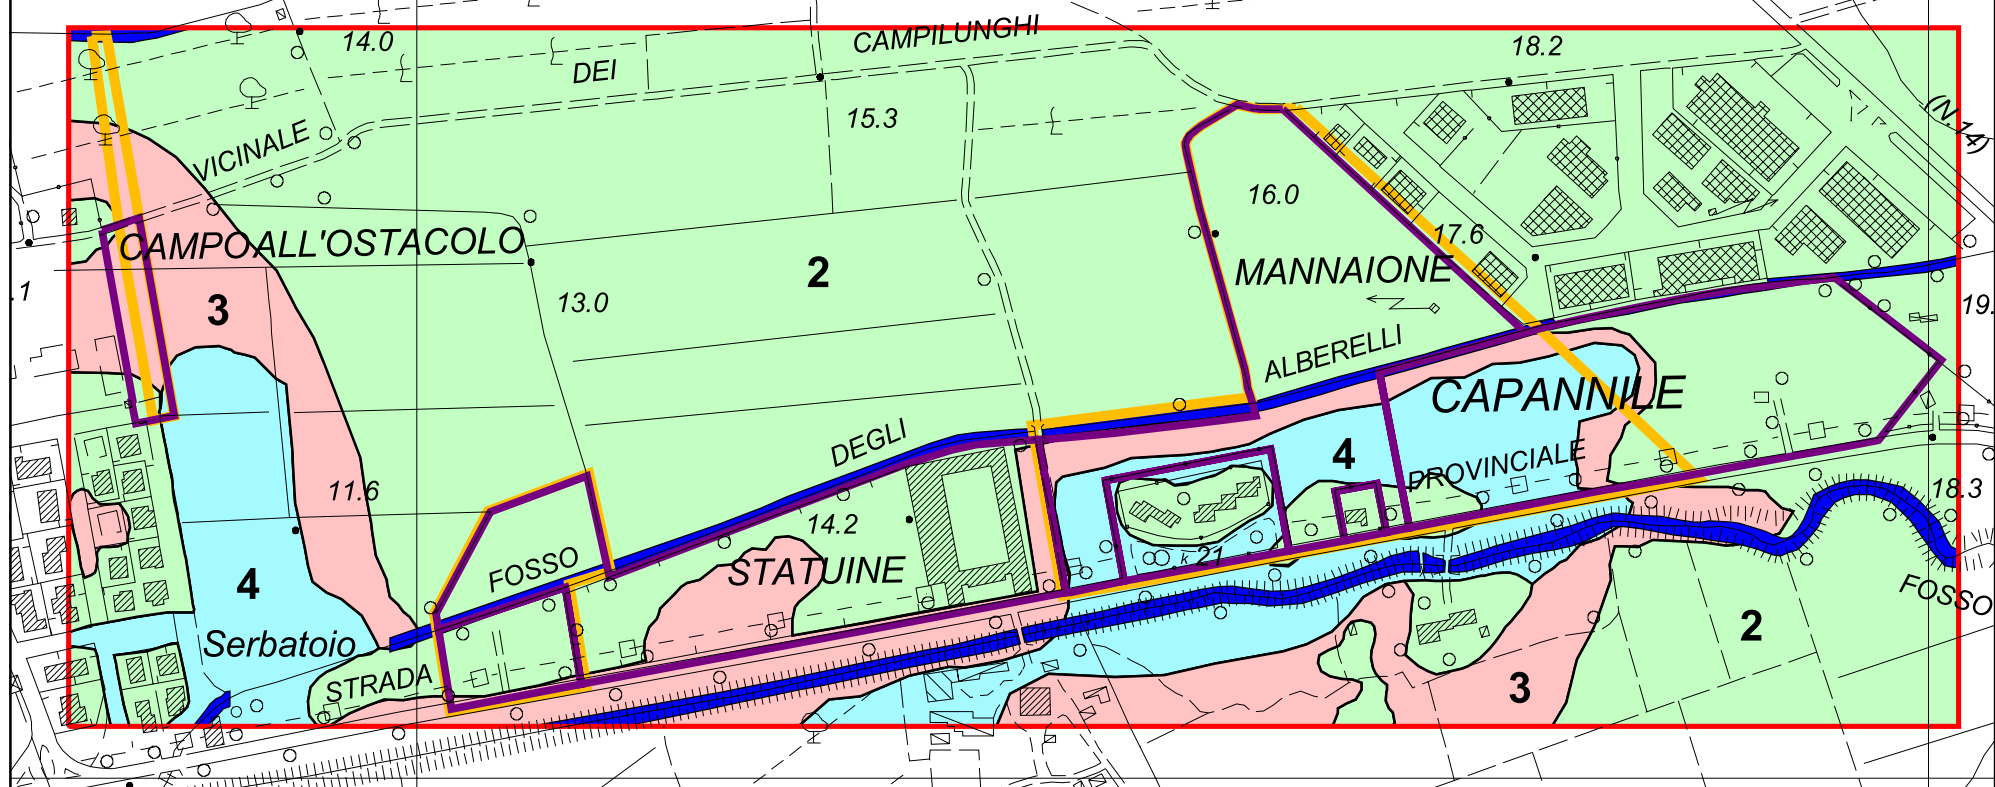 14.0
DEI
CAMPILUNGHI
18.2
15.3
(N.14)
VICINALE
16.0
CAMPO ALL'OSTACOLO
17.6
MANNAIONE
2
.1
3
13.0
19.
ALBERELLI
CAPANNILE
DEGLI
4
PROVINCIALE
11.6
18.3
14.2
21
FOSSO
STATUINE
4
FOSSO
Serbatoio
2
STRADA
3